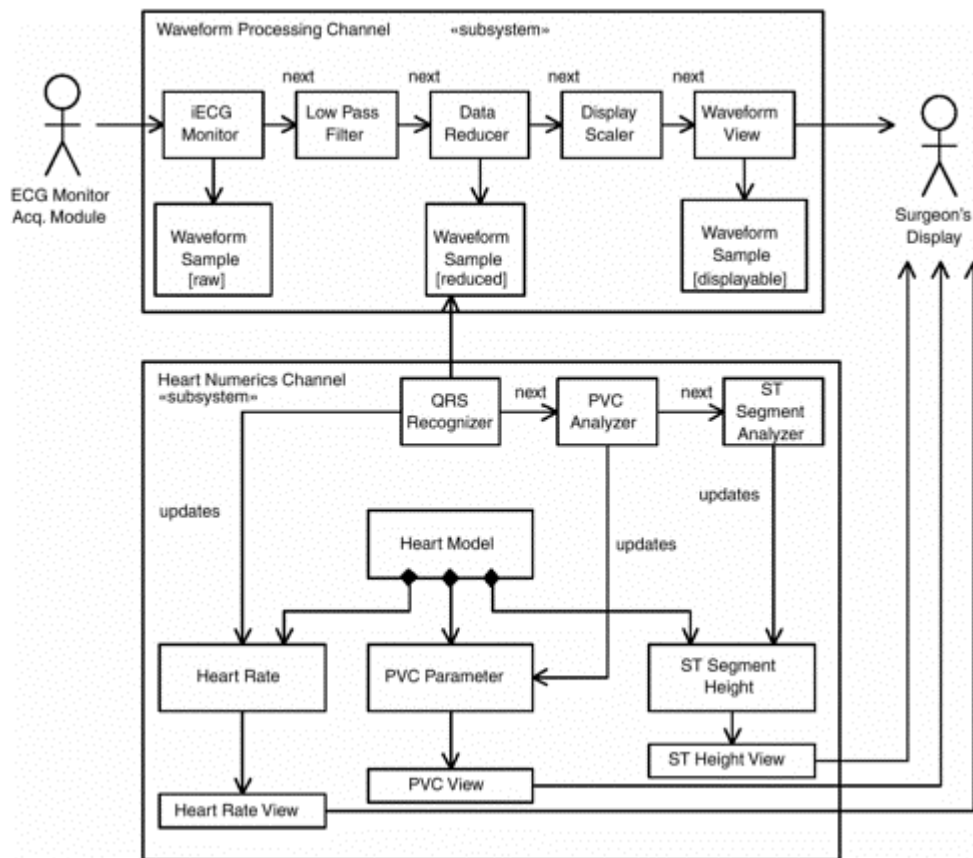 Waveform Processing Channel «subsystem»
next
next
next
next
iECG
Monitor
Low Pass
Filter
Data
Reducer
Display
Scaler
Waveform
View
ECG Monitor
Acq. Module
Surgeon's
Display
Waveform
Sample
[raw]
Waveform
Sample
[reduced]
Waveform
Sample
[displayable]
Heart Numerics Channel
«subsystem»
QRS
Recognizer
next
PVC
Analyzer
next
ST
Segment
Analyzer
updates
updates
updates
Heart Model
Heart Rate
PVC Parameter
ST Segment
Height
ST Height View
PVC View
Heart Rate View